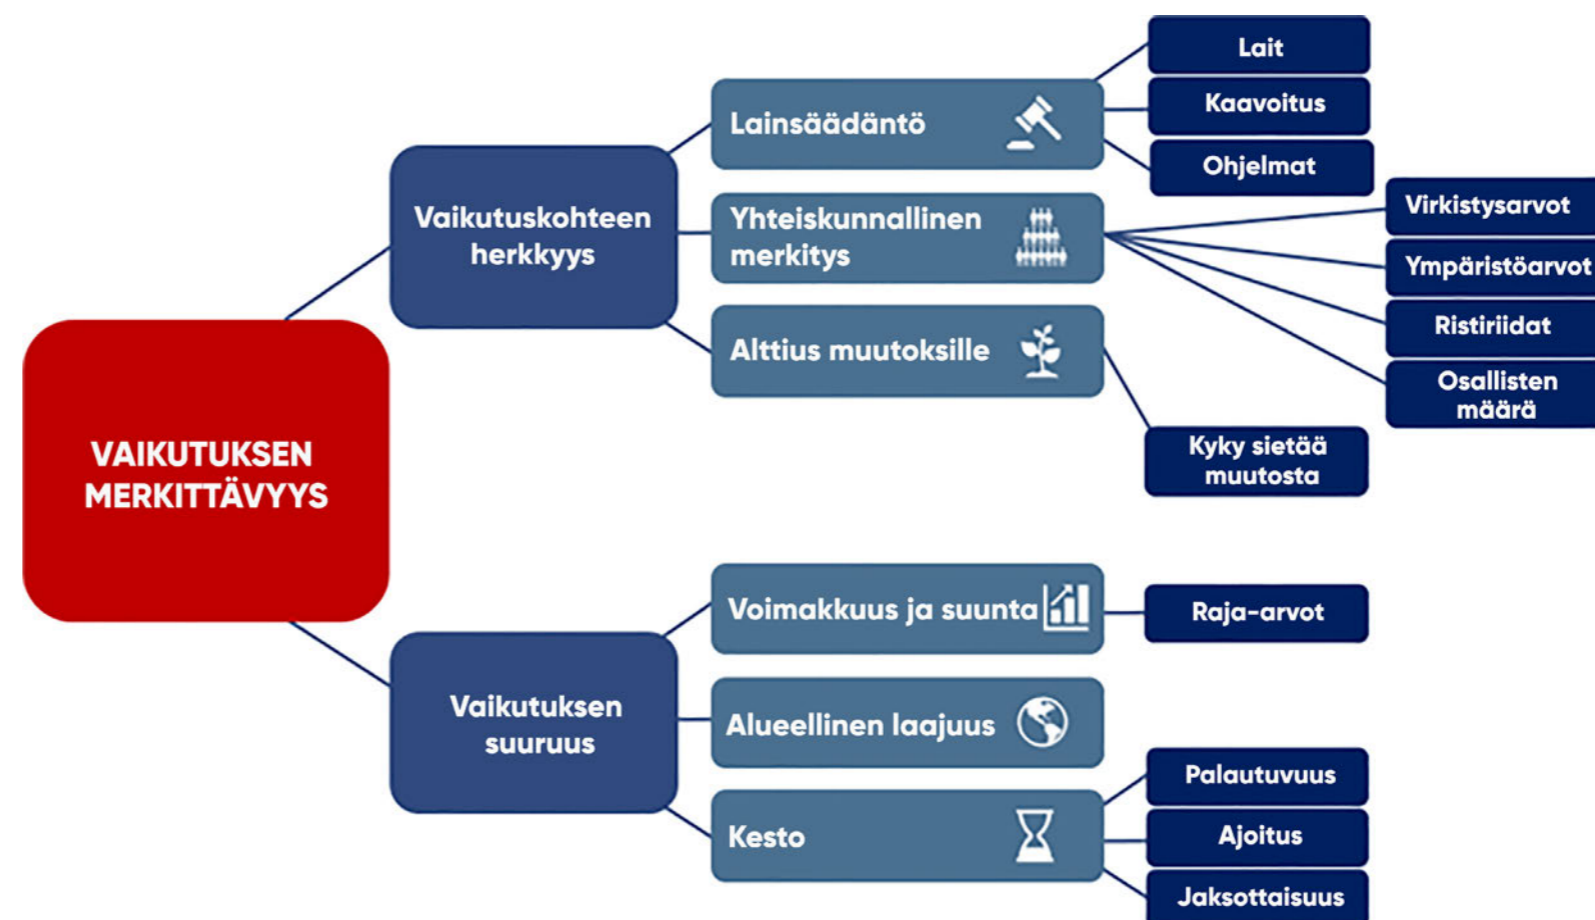 VAIKUTUKSEN
MERKITTÄVYYS
Vaikutuskohteen
herkkyys
Lainsäädäntö
Lait
Kaavoitus
Ohjelmat
Yhteiskunnallinen
merkitys
Virkistysarvot
Ympäristöarvot
Ristiriidat
Osallisten
määrä
Alttius muutoksille
Kyky sietää
muutosta
Vaikutuksen
suuruus
Voimakkuus ja suunta
Raja-arvot
Alueellinen laajuus
Kesto
Palautuvuus
Ajoitus
Jaksottaisuus